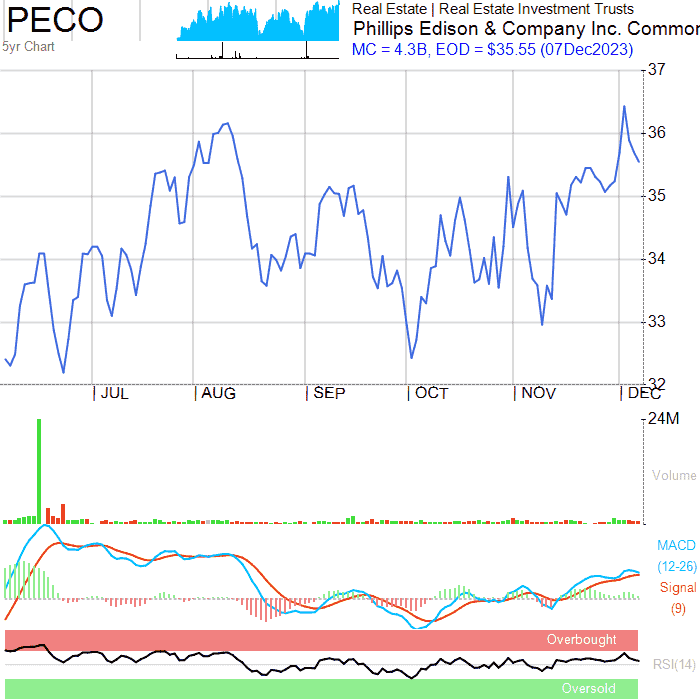 PECO
5yr Chart
Real Estate | Real Estate Investment Trusts
Phillips Edison & Company Inc. Common
MC = 4.3B, EOD = $35.55 (07Dec2023)
37
36
35
34
33
32
JUL AUG SEP OCT NOV DEC
24M
Volume
MACD
(12-26)
Signal
(9)
Overbought
RSI(14)
Oversold